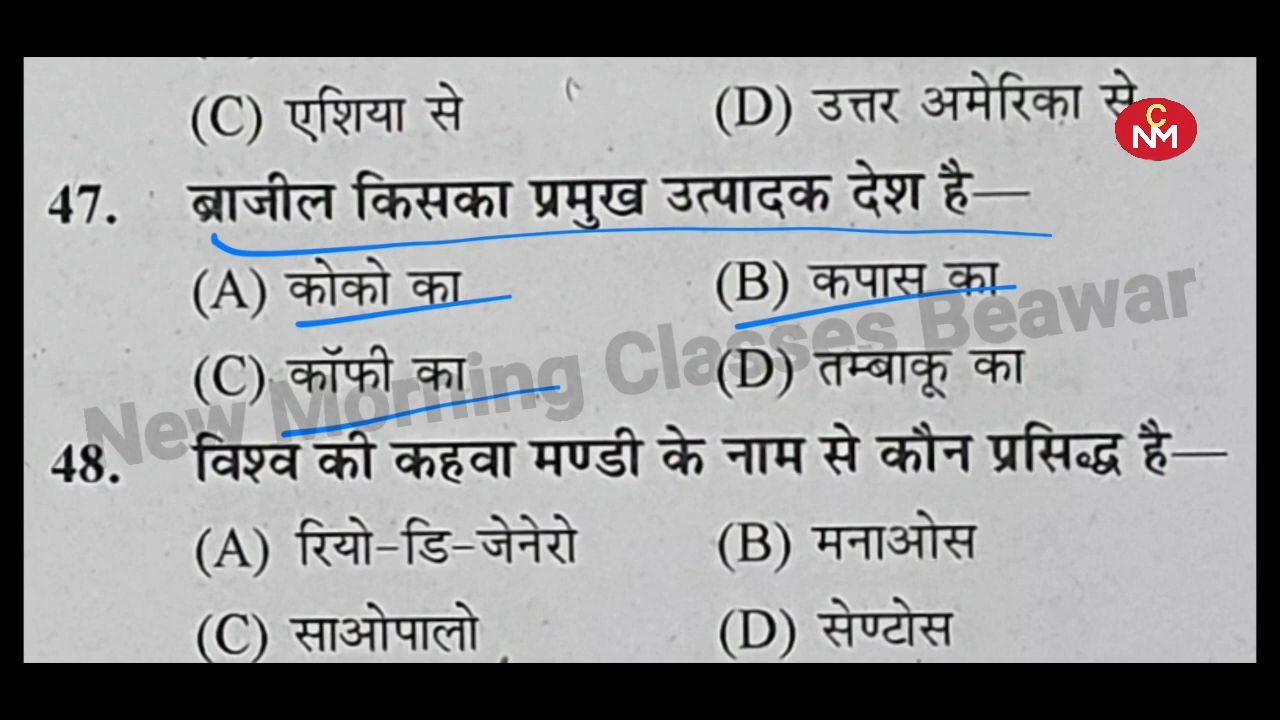 (C) एशिया से (D) उत्तर अमेरिका से
C
NM
47. ब्राजील किसका प्रमुख उत्पादक देश है—
(A) कोको का (B) कपास का
(C) कॉफी का (D) तम्बाकू का
New Morning Classes Beawar
48. विश्व की कहवा मण्डी के नाम से कौन प्रसिद्ध है—
(A) रियो-डि-जेनेरो (B) मनाओस
(C) साओपालो (D) सेण्टोस